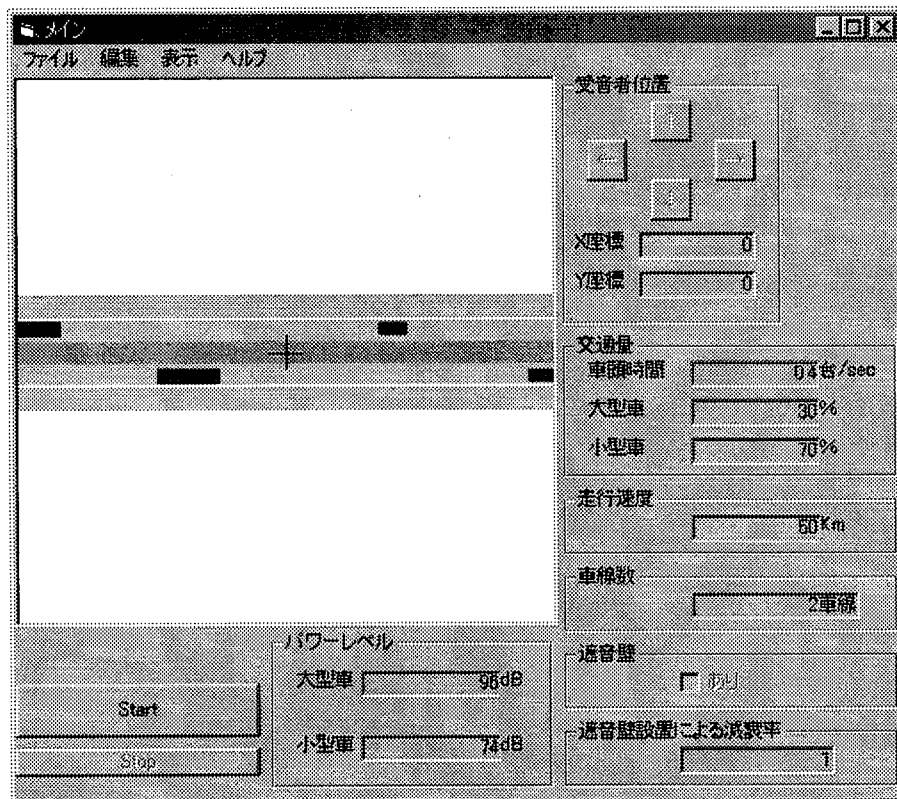 メイン
ファイル 編集 表示 ヘルプ
受音者位置
↑
← →
↓
X座標 0
Y座標 0
交通量
車頭時間 台/sec
大型車 30%
小型車 70%
走行速度
Km
車線数
2車線
パワーレベル
大型車 dB
小型車 74dB
遮音壁
あり
遮音壁設置による減衰率
1
Start
Stop